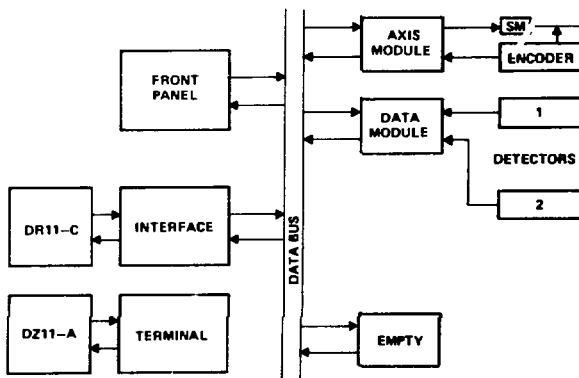 AXIS
MODULE
SM
ENCODER
FRONT
PANEL
DATA
MODULE
1
DETECTORS
2
DR11-C
INTERFACE
DATA BUS
DZ11-A
TERMINAL
EMPTY